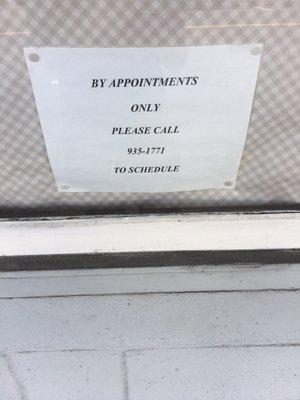 BY APPOINTMENTS
ONLY
PLEASE CALL
935-1771
TO SCHEDULE